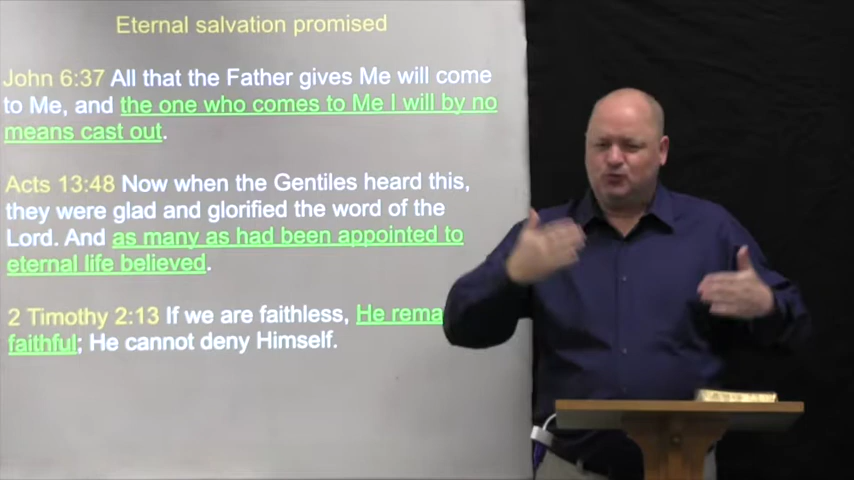 Eternal salvation promised
John 6:37 All that the Father gives Me will come
to Me, and the one who comes to Me I will by no
means cast out.
Acts 13:48 Now when the Gentiles heard this,
they were glad and glorified the word of the
Lord. And as many as had been appointed to
eternal life believed.
2 Timothy 2:13 If we are faithless, He rema
faithful; He cannot deny Himself.